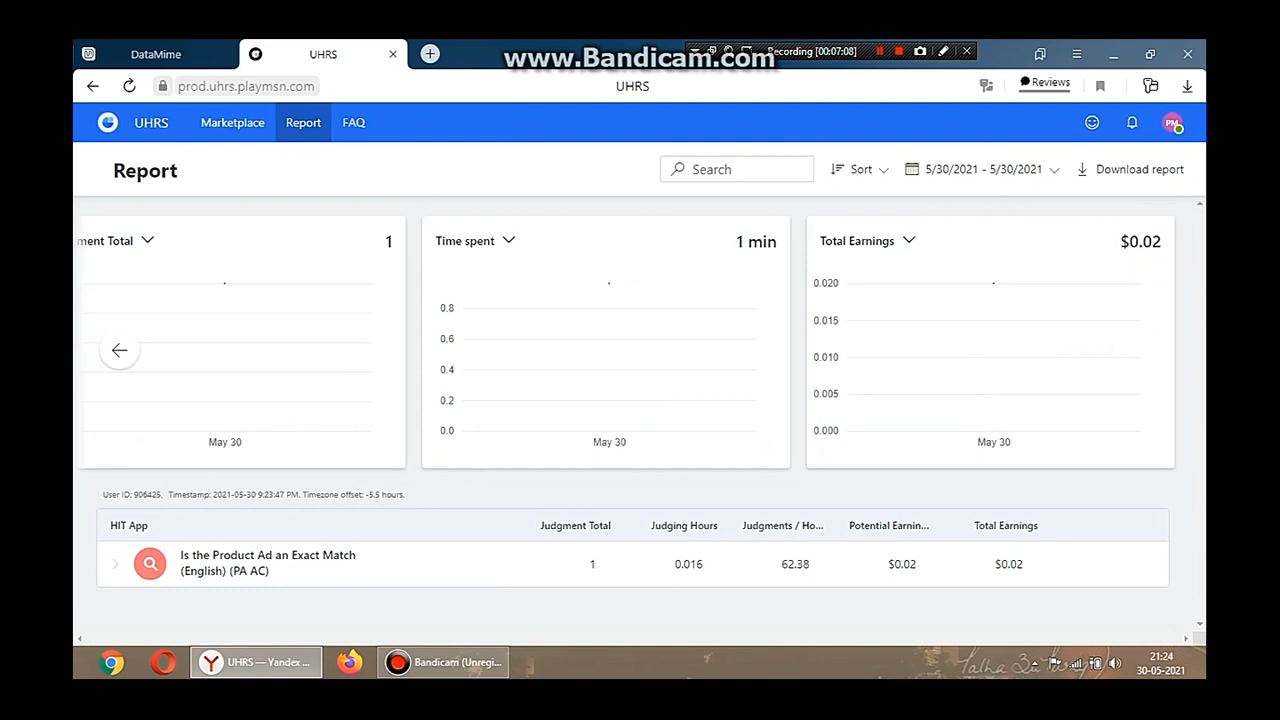 DataMime
UHRS
www.Bandicam.com
Recording [00:07:08]
prod.uhrs.playmsn.com
UHRS
Reviews
UHRS
Marketplace
Report
FAQ
PM
Report
Search
Sort
5/30/2021 - 5/30/2021
Download report
ment Total
1
Time spent
1 min
Total Earnings
$0.02
0.8
0.6
0.4
0.2
0.0
0.020
0.015
0.010
0.005
0.000
May 30
May 30
May 30
User ID: 906425, Timestamp: 2021-05-30 9:23:47 PM. Timezone offset: -5.5 hours.
HIT App
Judgment Total
Judging Hours
Judgments / Ho...
Potential Earnin...
Total Earnings
Is the Product Ad an Exact Match
(English) (PA AC)
1
0.016
62.38
$0.02
$0.02
UHRS — Yandex ...
Bandicam (Unregi...
21:24
30-05-2021